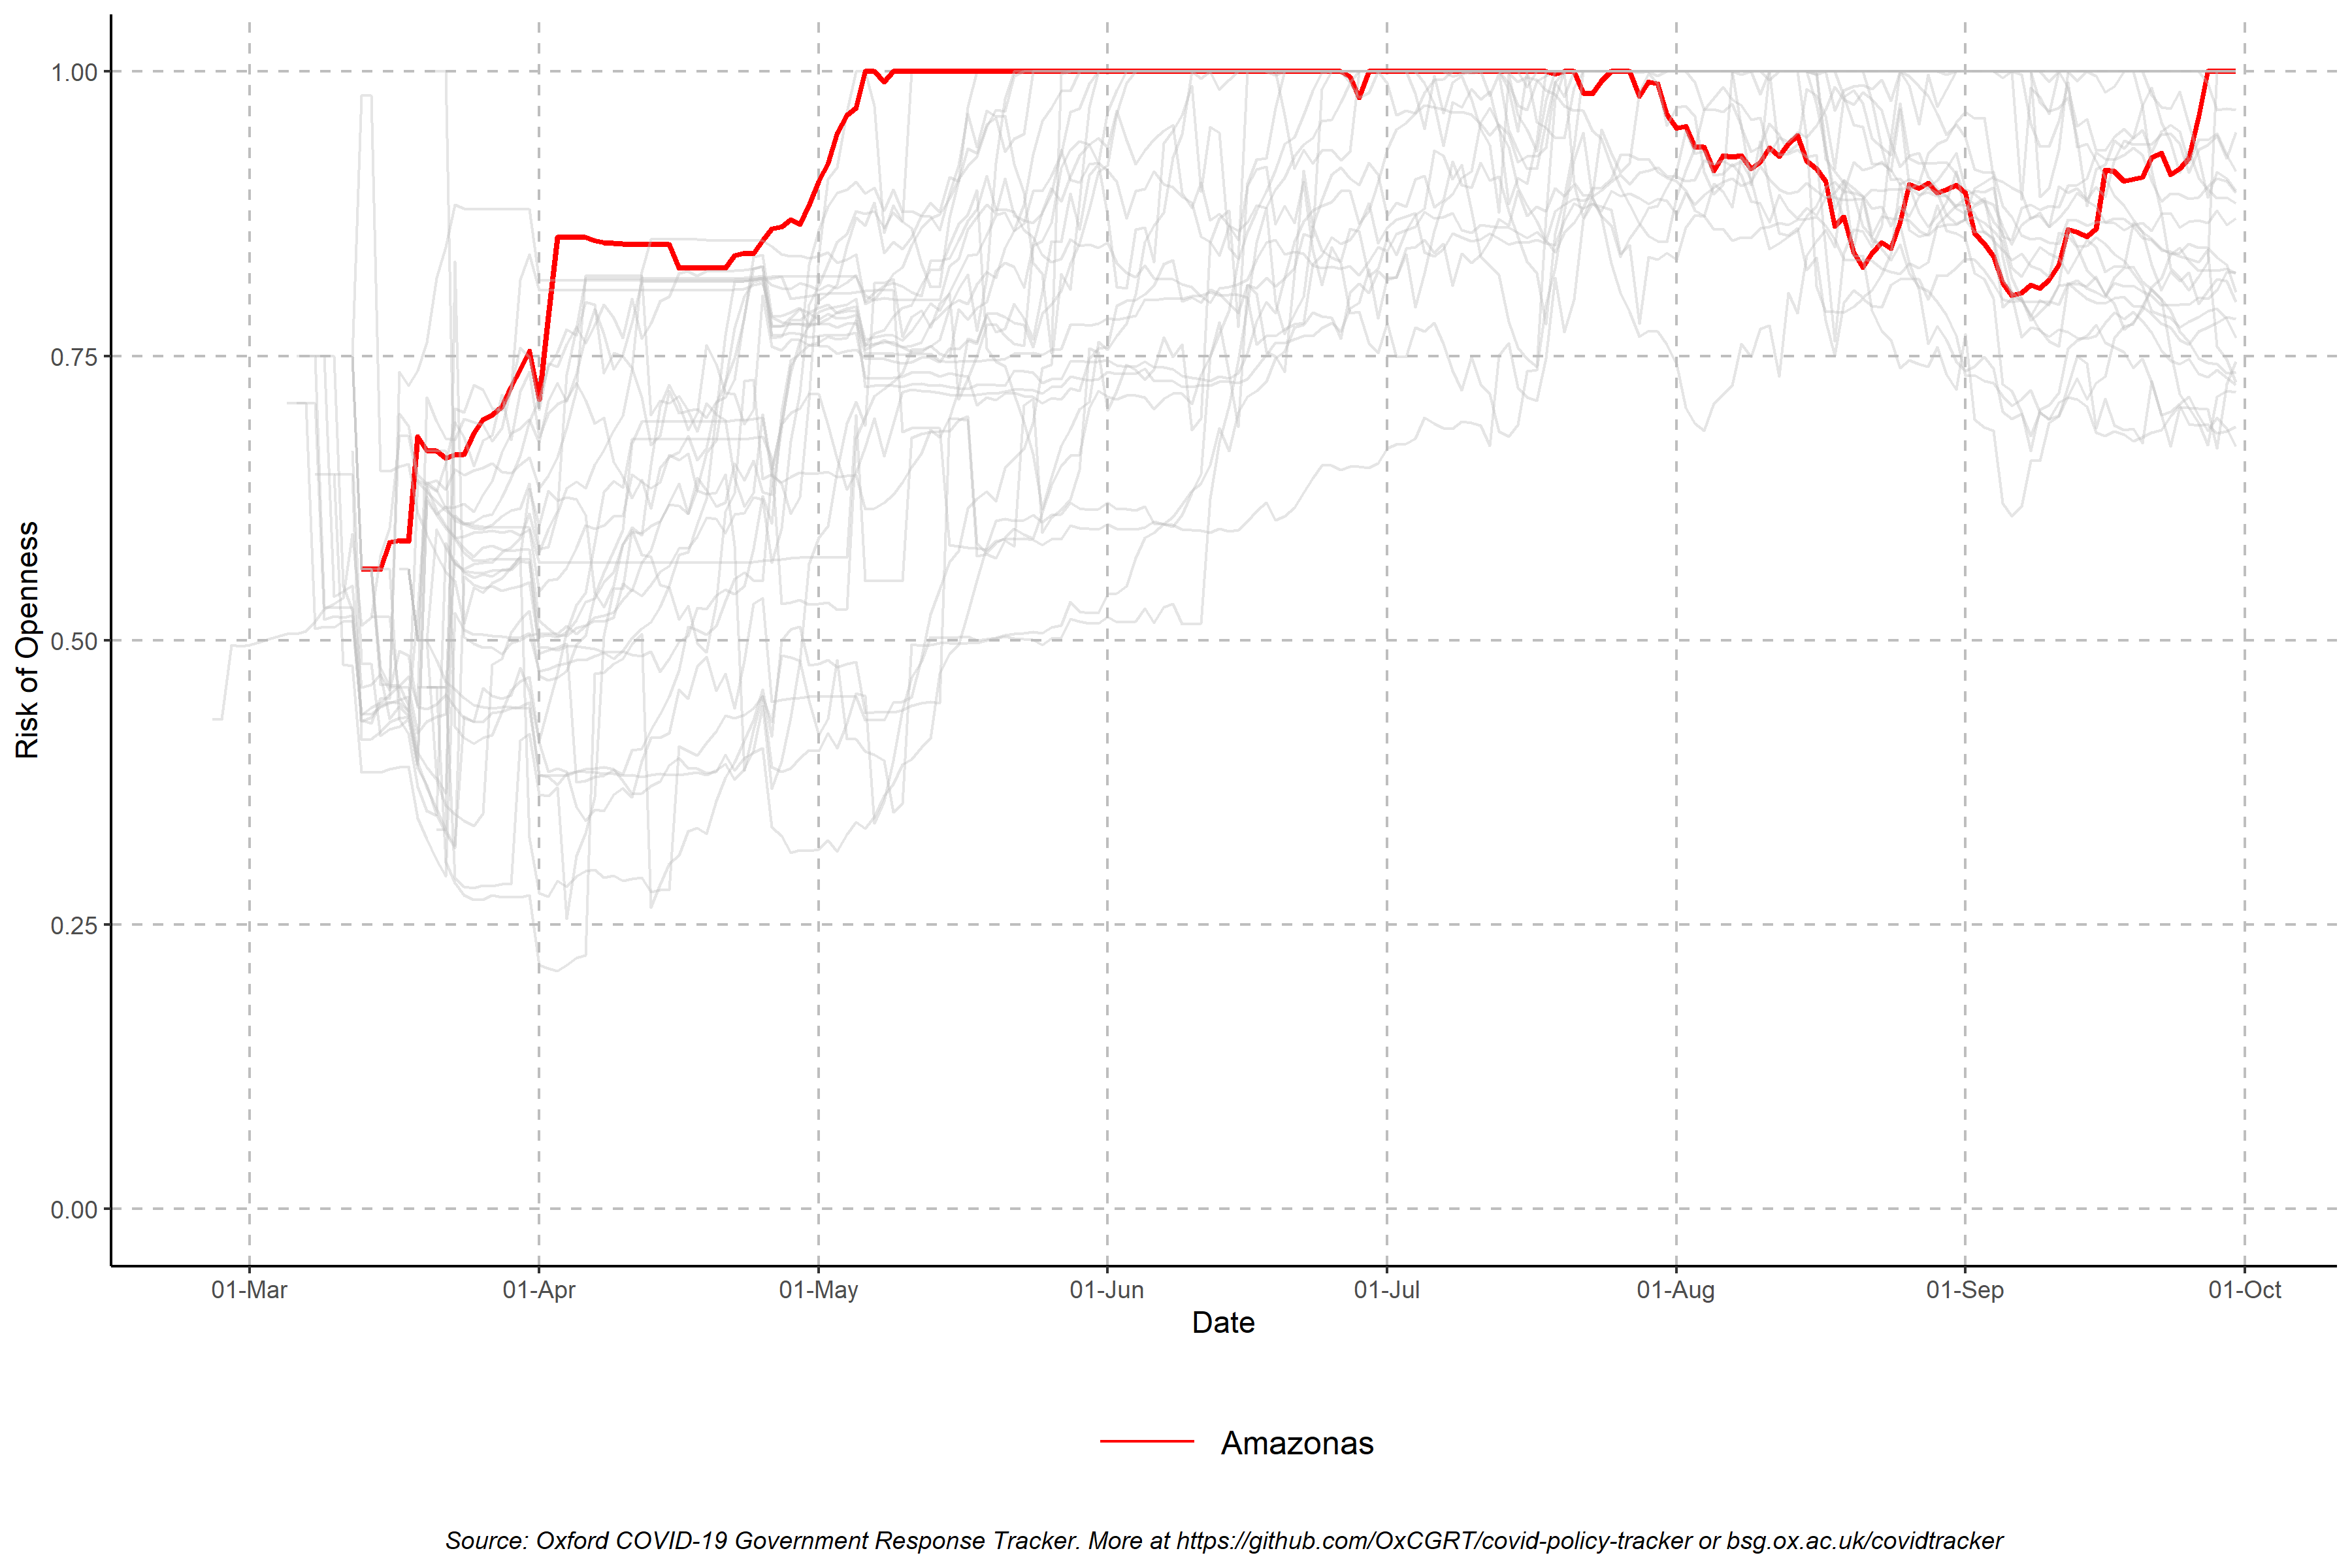 1.00
0.75
0.50
0.25
0.00
Risk of Openness
01-Mar 01-Apr 01-May 01-Jun 01-Jul 01-Aug 01-Sep 01-Oct
Date
Amazonas
Source: Oxford COVID-19 Government Response Tracker. More at https://github.com/OxCGRT/covid-policy-tracker or bsg.ox.ac.uk/covidtracker